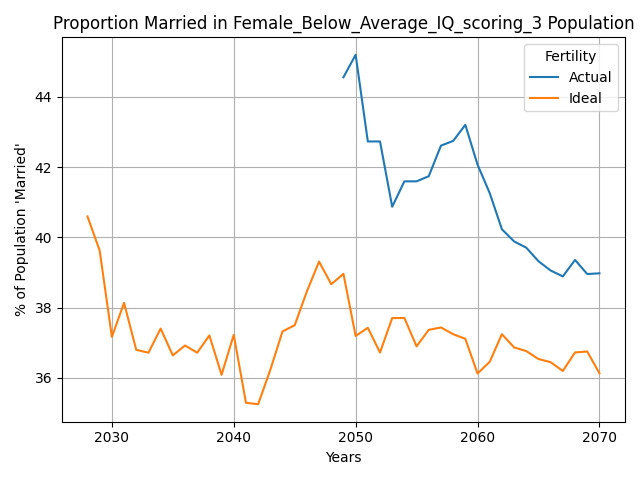 Proportion Married in Female_Below_Average_IQ_scoring_3 Population
Fertility
Actual
Ideal
% of Population 'Married'
44
42
40
38
36
2030 2040 2050 2060 2070
Years